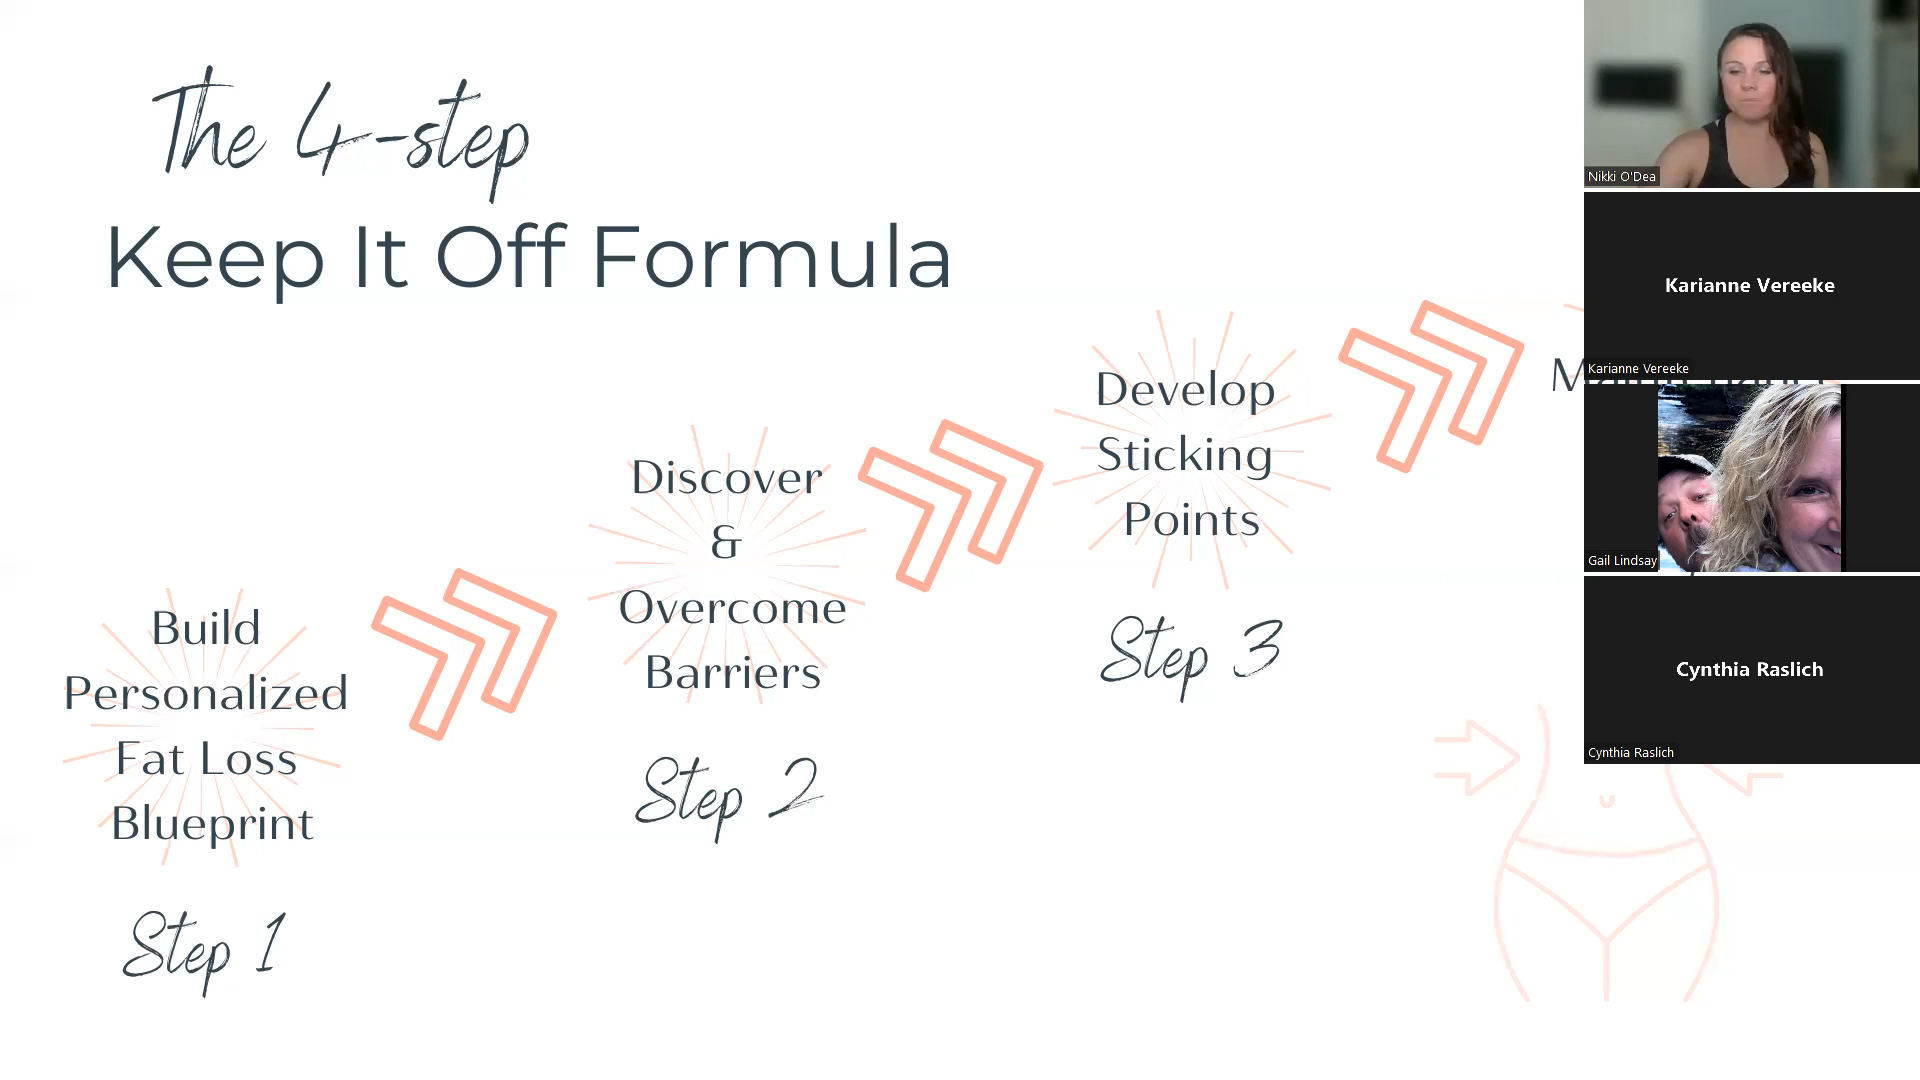 The 4-step
Keep It Off Formula
Build
Personalized
Fat Loss
Blueprint
Step 1
Discover
&
Overcome
Barriers
Step 2
Develop
Sticking
Points
Step 3
Nikki O'Dea
Karianne Vereeke
Karianne Vereeke
Gail Lindsay
Cynthia Raslich
Cynthia Raslich